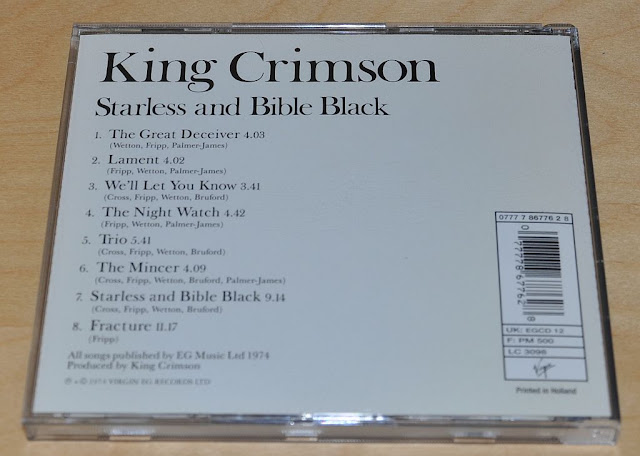 King Crimson
Starless and Bible Black
1. The Great Deceiver 4.03
(Wetton, Fripp, Palmer-James)
2. Lament 4.02
(Fripp, Wetton, Palmer-James)
3. We'll Let You Know 3.41
(Cross, Fripp, Wetton, Bruford)
4. The Night Watch 4.42
(Fripp, Wetton, Palmer-James)
5. Trio 5.41
(Cross, Fripp, Wetton, Bruford)
6. The Mincer 4.09
(Cross, Fripp, Wetton, Bruford, Palmer-James)
7. Starless and Bible Black 9.14
(Cross, Fripp, Wetton, Bruford)
8. Fracture 11.17
(Fripp)
All songs published by EG Music Ltd 1974
Produced by King Crimson
℗ + © 1974 VIRGIN EG RECORDS LTD
0777 7 86776 2 8
0 77778 67762 8
UK: EGCD 12
F: PM 500
LC 3098
Virgin
Printed in Holland